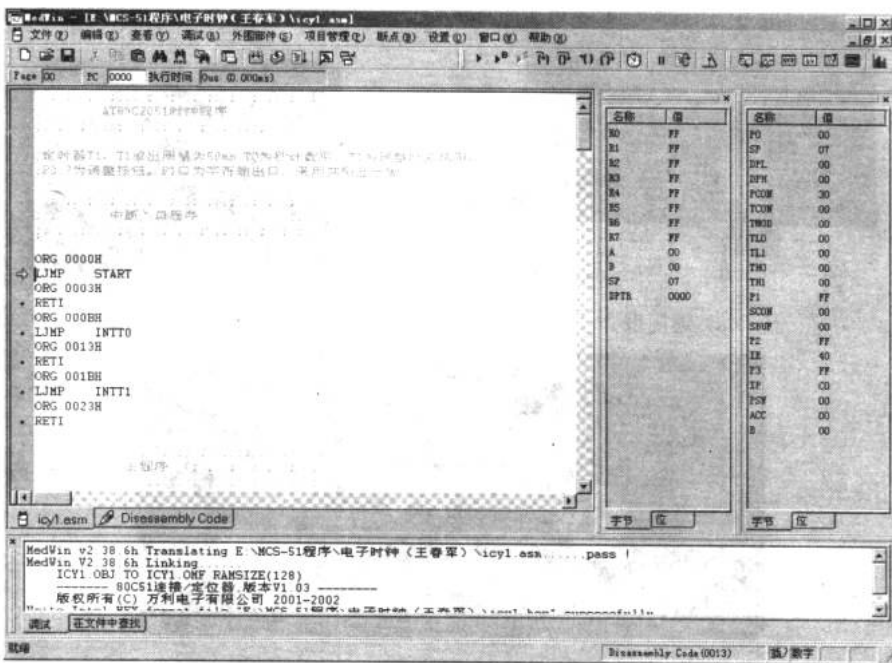 MedWin - [E:\MCS-51程序\电子时钟(王春军)\icy1.asm]
文件(F) 编辑(E) 查看(V) 调试(D) 外围部件(S) 项目管理(P) 断点(B) 设置(O) 窗口(W) 帮助(H)
Page 00 PC 0000 执行时间 0us (0.000ms)
中断入口程序
ORG 0000H
LJMP START
ORG 0003H
RETI
ORG 000BH
LJMP INTT0
ORG 0013H
RETI
ORG 001BH
LJMP INTT1
ORG 0023H
RETI
主程序
icy1.asm Disassembly Code
名称 值
R0 FF
R1 FF
R2 FF
R3 FF
R4 FF
R5 FF
R6 FF
R7 FF
A 00
B 00
SP 07
DPTR 0000
字节 位
名称 值
P0 00
SP 07
DPL 00
DPH 00
PCON 30
TCON 00
TMOD 00
TL0 00
TL1 00
TH0 00
TH1 00
P1 FF
SCON 00
SBUF 00
P2 FF
IE 40
P3 FF
IP C0
PSW 00
ACC 00
B 00
字节 位
MedWin v2.38.6h Translating E:\MCS-51程序\电子时钟(王春军)\icy1.asm......pass !
MedWin V2.38.6h Linking......
ICY1.OBJ TO ICY1.OMF RAMSIZE(128)
------- 80C51连接/定位器,版本V1.03 --------
版权所有(C) 万利电子有限公司 2001-2002
调试 在文件中查找
就绪
Disassembly Code(0013) 插入 数字